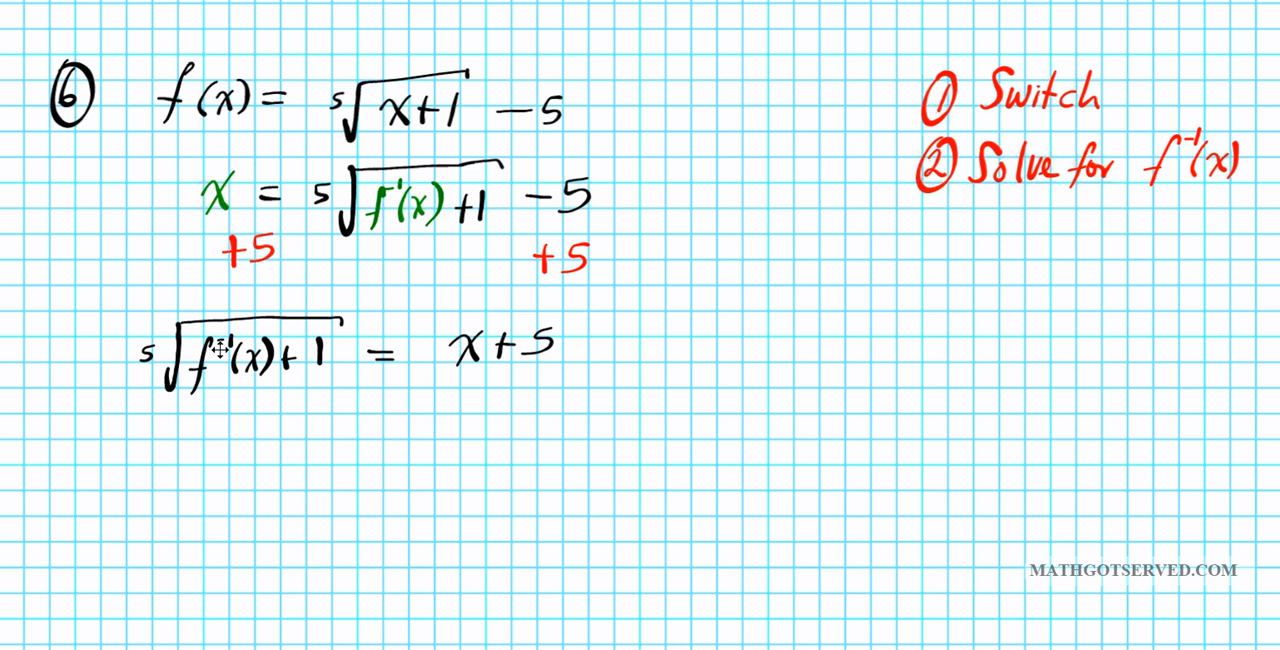 ⑥ f(x) = ⁵√(x+1) − 5
x = ⁵√(f⁻¹(x) + 1) − 5
+5 +5
⁵√(f⁻¹(x) + 1) = x + 5
① Switch
② Solve for f⁻¹(x)
MATHGOTSERVED.COM